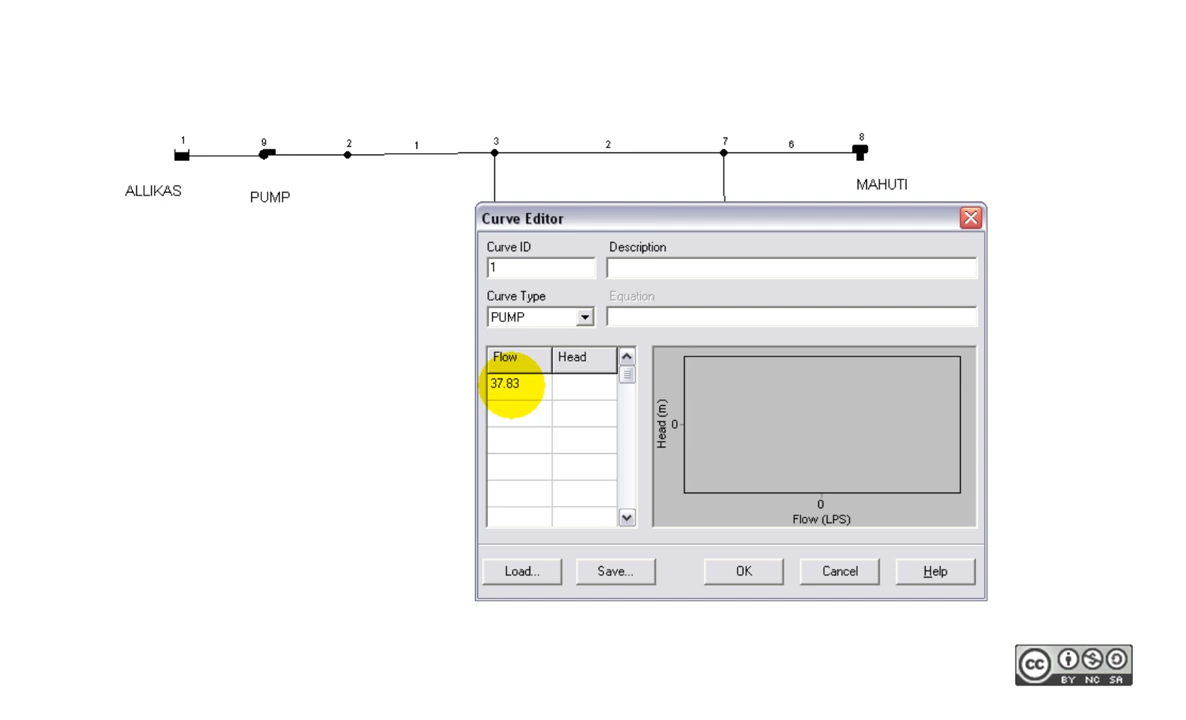 1 9 2 1 3 2 7 6 8
ALLIKAS PUMP MAHUTI
Curve Editor
Curve ID Description
1
Curve Type Equation
PUMP
Flow Head
37.83
Head (m)
0
0
Flow (LPS)
Load... Save... OK Cancel Help
cc BY NC SA